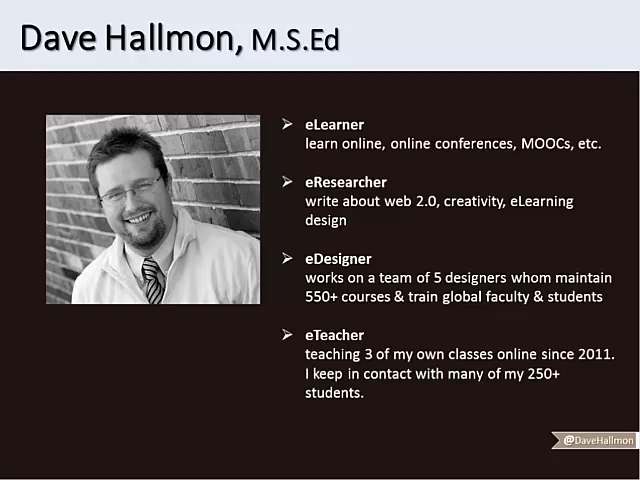 Dave Hallmon, M.S.Ed
➢ eLearner
learn online, online conferences, MOOCs, etc.
➢ eResearcher
write about web 2.0, creativity, eLearning
design
➢ eDesigner
works on a team of 5 designers whom maintain
550+ courses & train global faculty & students
➢ eTeacher
teaching 3 of my own classes online since 2011.
I keep in contact with many of my 250+
students.
@DaveHallmon